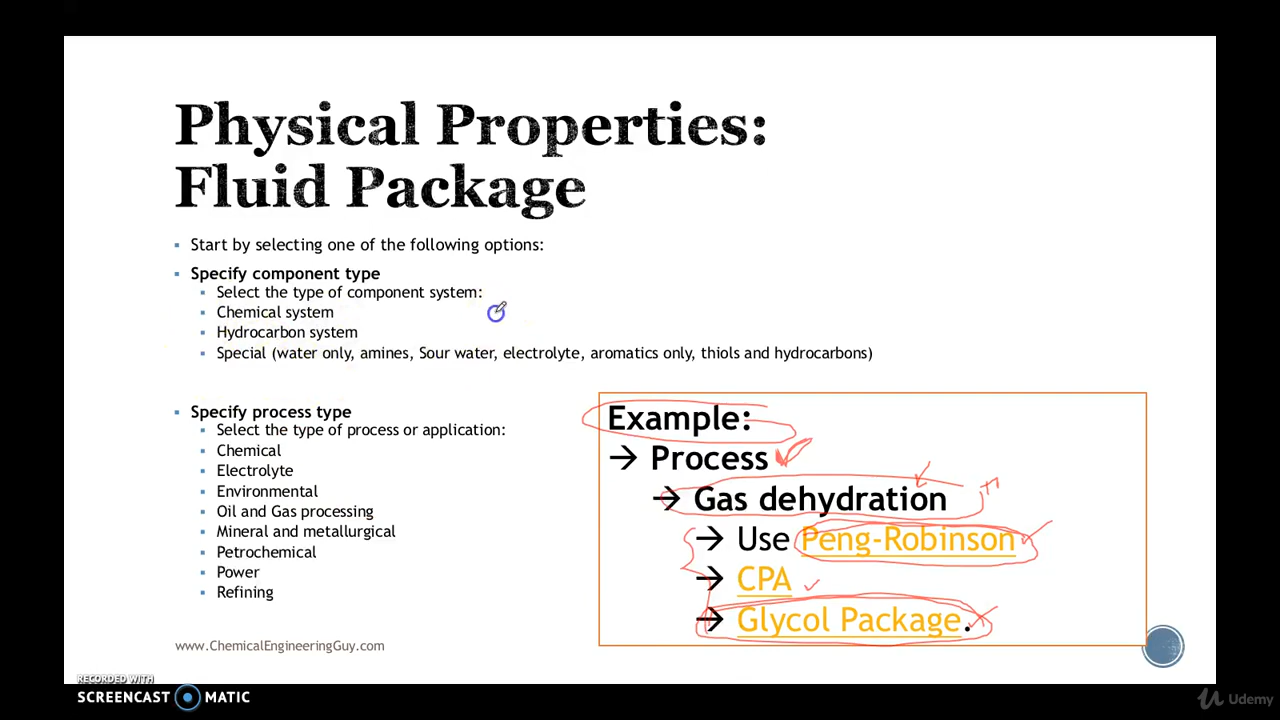 Physical Properties:
Fluid Package
Start by selecting one of the following options:
Specify component type
Select the type of component system:
Chemical system
Hydrocarbon system
Special (water only, amines, Sour water, electrolyte, aromatics only, thiols and hydrocarbons)
Specify process type
Select the type of process or application:
Chemical
Electrolyte
Environmental
Oil and Gas processing
Mineral and metallurgical
Petrochemical
Power
Refining
Example:
→ Process
→ Gas dehydration
→ Use Peng-Robinson
→ CPA
→ Glycol Package.
www.ChemicalEngineeringGuy.com
RECORDED WITH
SCREENCAST MATIC
Udemy